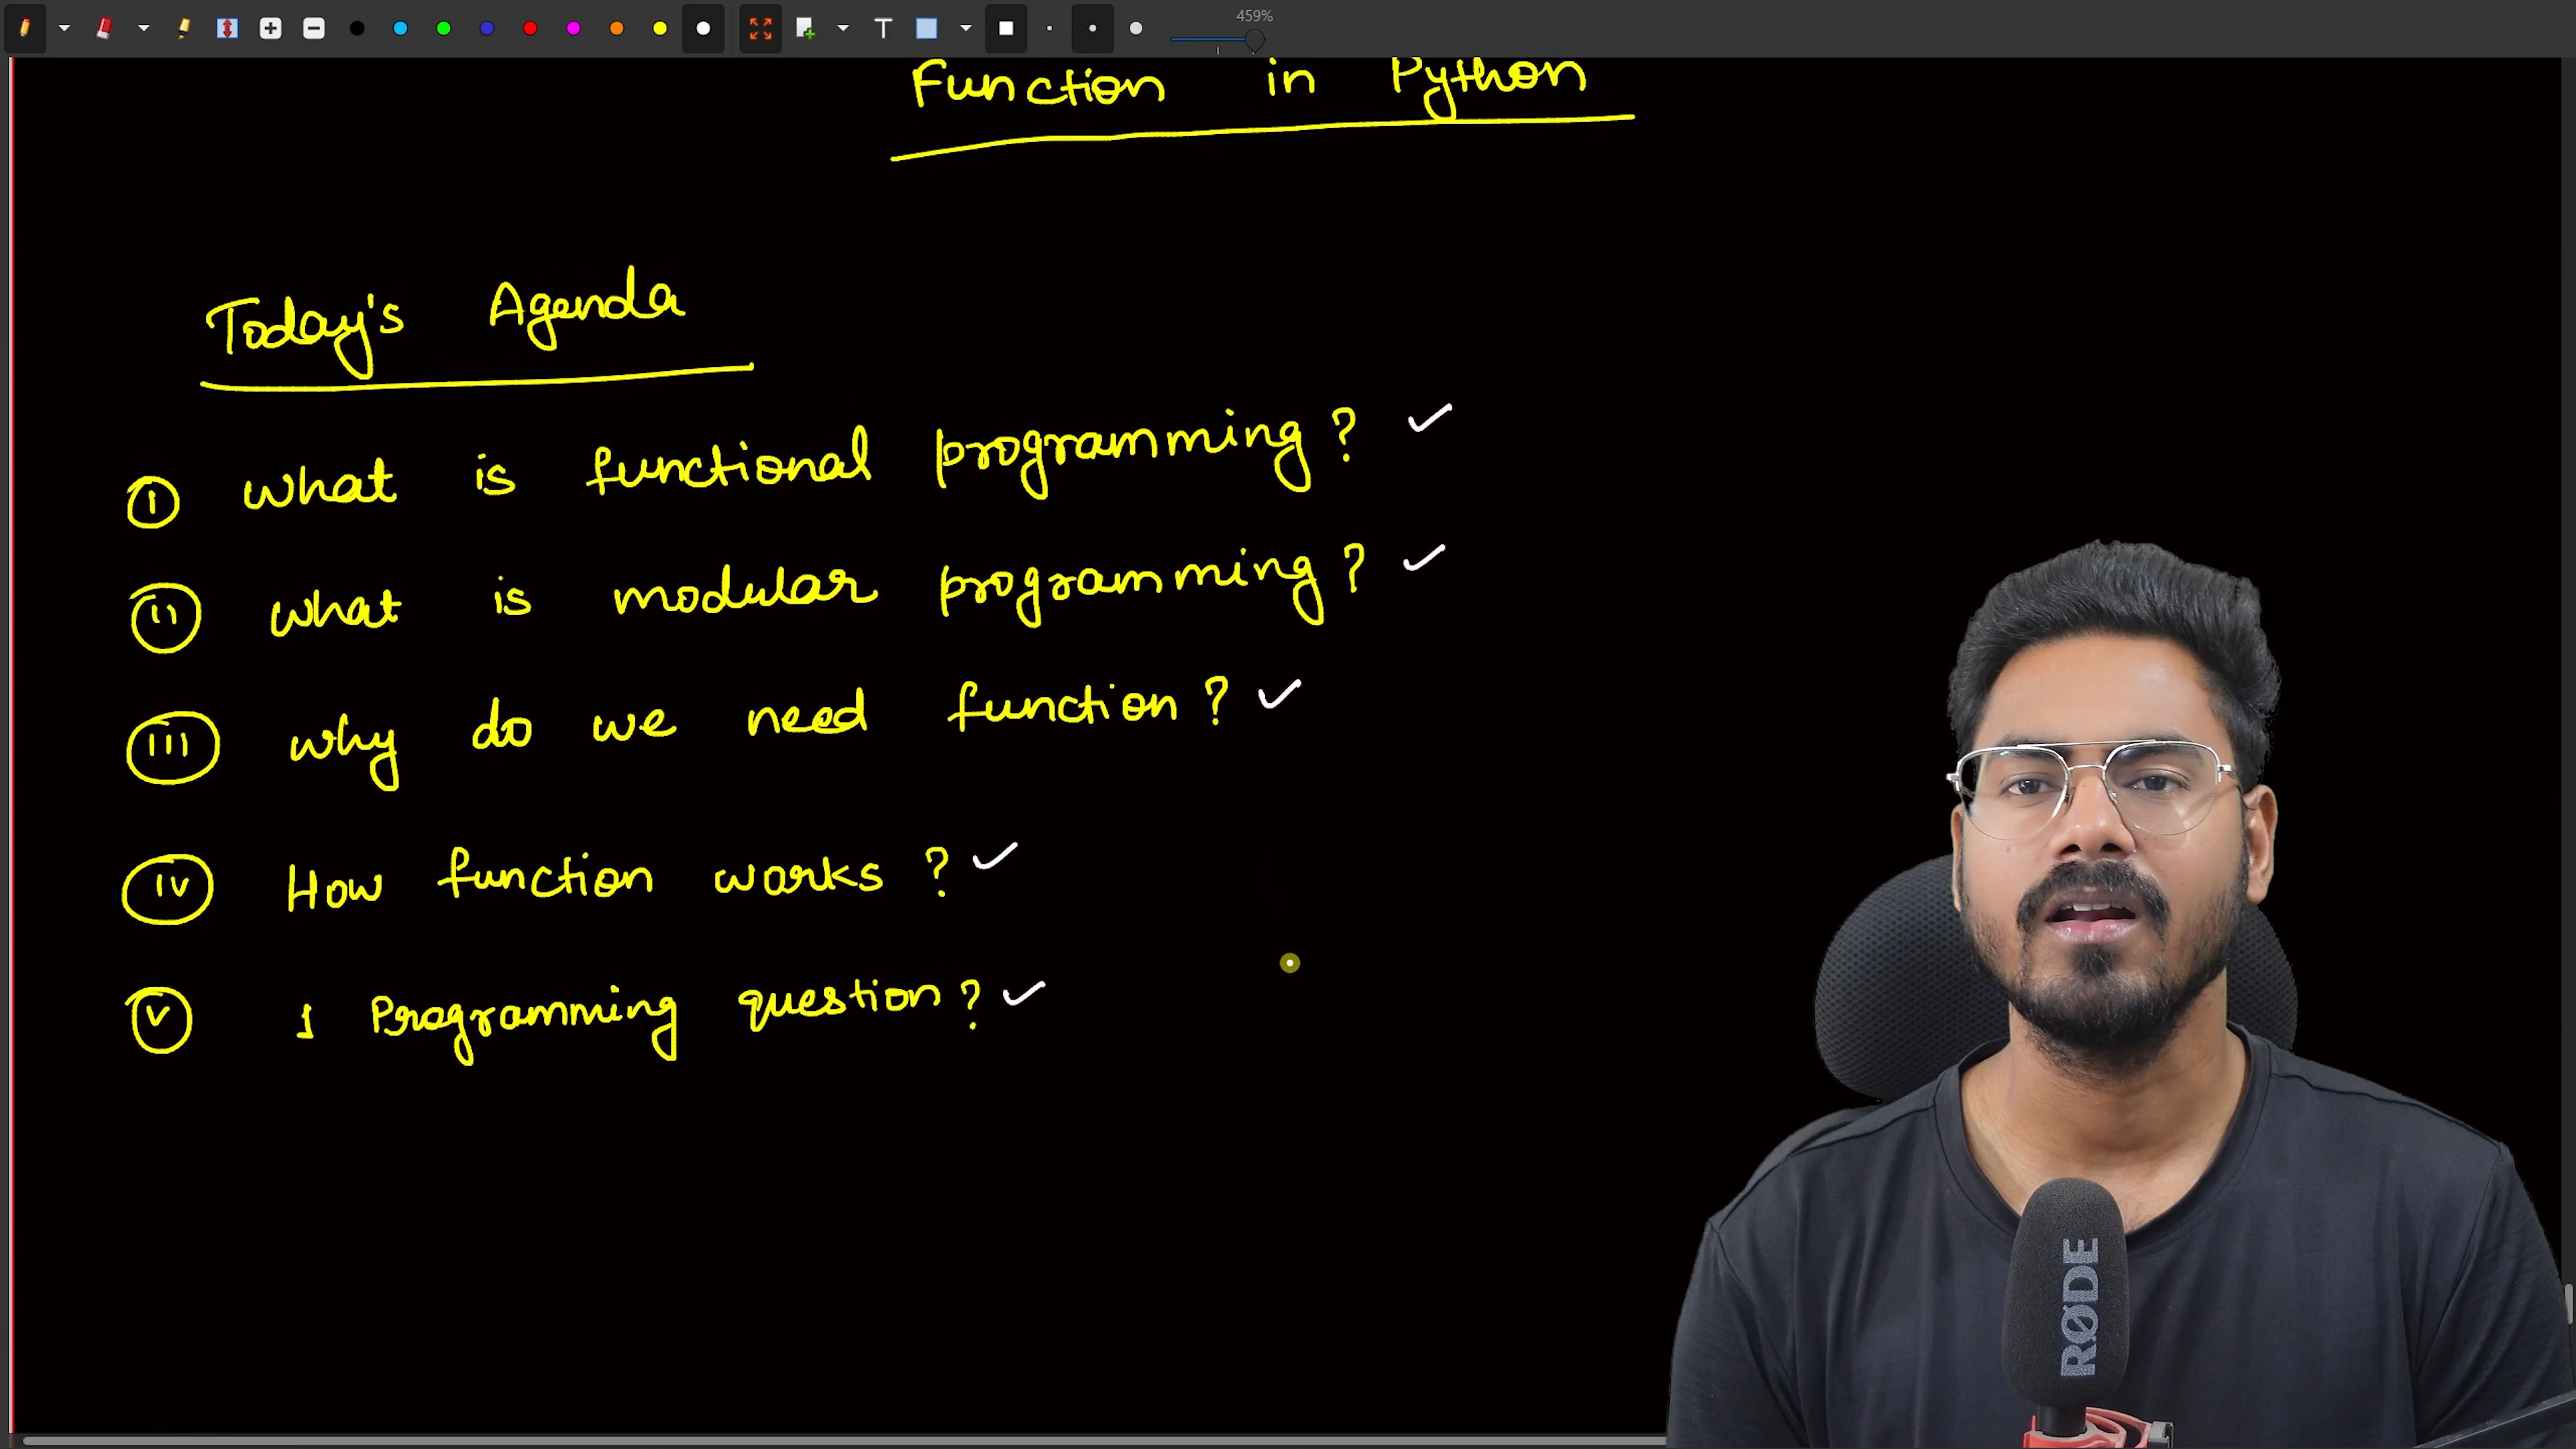 459%
Function in Python
Today's Agenda
i what is functional programming?
ii what is modular programming?
iii why do we need function?
iv How function works?
v 1 Programming question?
RØDE